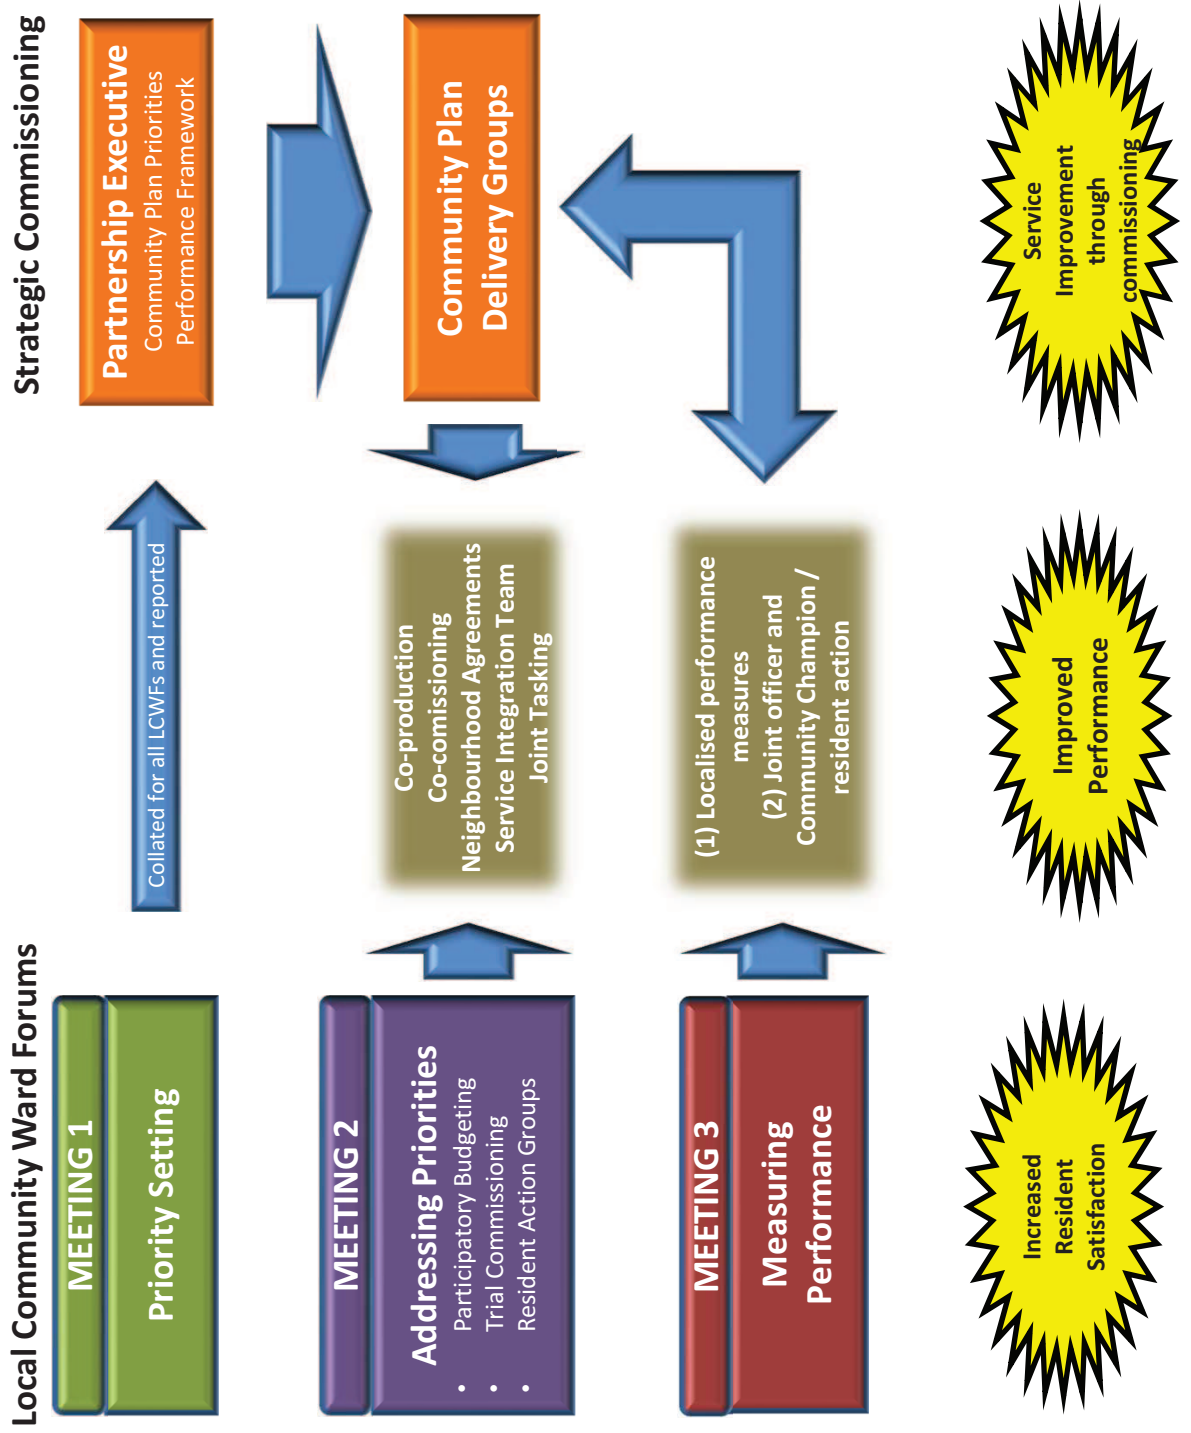 Local Community Ward Forums
Strategic Commissioning
MEETING 1
Priority Setting
Collated for all LCWFs and reported
Partnership Executive
Community Plan Priorities
Performance Framework
MEETING 2
Addressing Priorities
• Participatory Budgeting
• Trial Commissioning
• Resident Action Groups
Co-production
Co-comissioning
Neighbourhood Agreements
Service Integration Team
Joint Tasking
Community Plan
Delivery Groups
MEETING 3
Measuring
Performance
(1) Localised performance
measures
(2) Joint officer and
Community Champion /
resident action
Increased
Resident
Satisfaction
Improved
Performance
Service
Improvement
through
commissioning